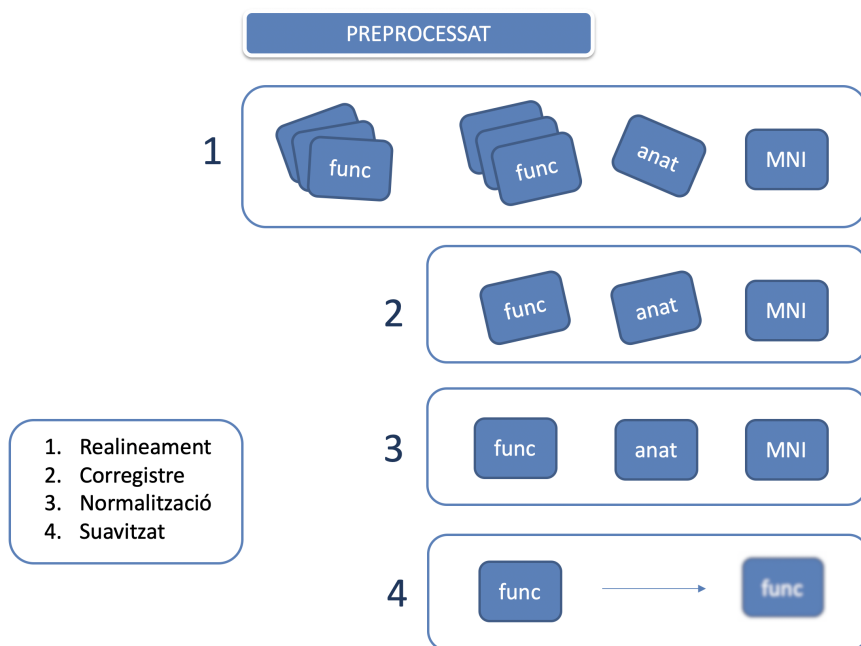 PREPROCESSAT
1
func
func
anat
MNI
2
func
anat
MNI
3
func
anat
MNI
1. Realineament
2. Corregistre
3. Normalització
4. Suavitzat
4
func
func